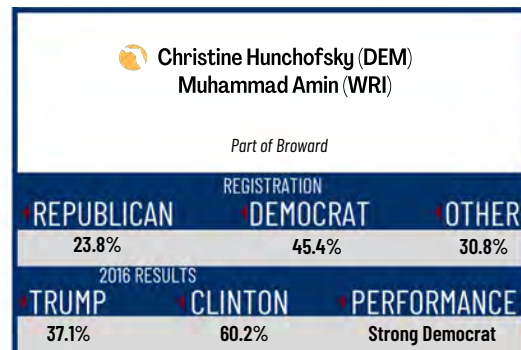 Christine Hunchofsky (DEM)
Muhammad Amin (WRI)
Part of Broward
REGISTRATION
REPUBLICAN DEMOCRAT OTHER
23.8% 45.4% 30.8%
2016 RESULTS
TRUMP CLINTON PERFORMANCE
37.1% 60.2% Strong Democrat